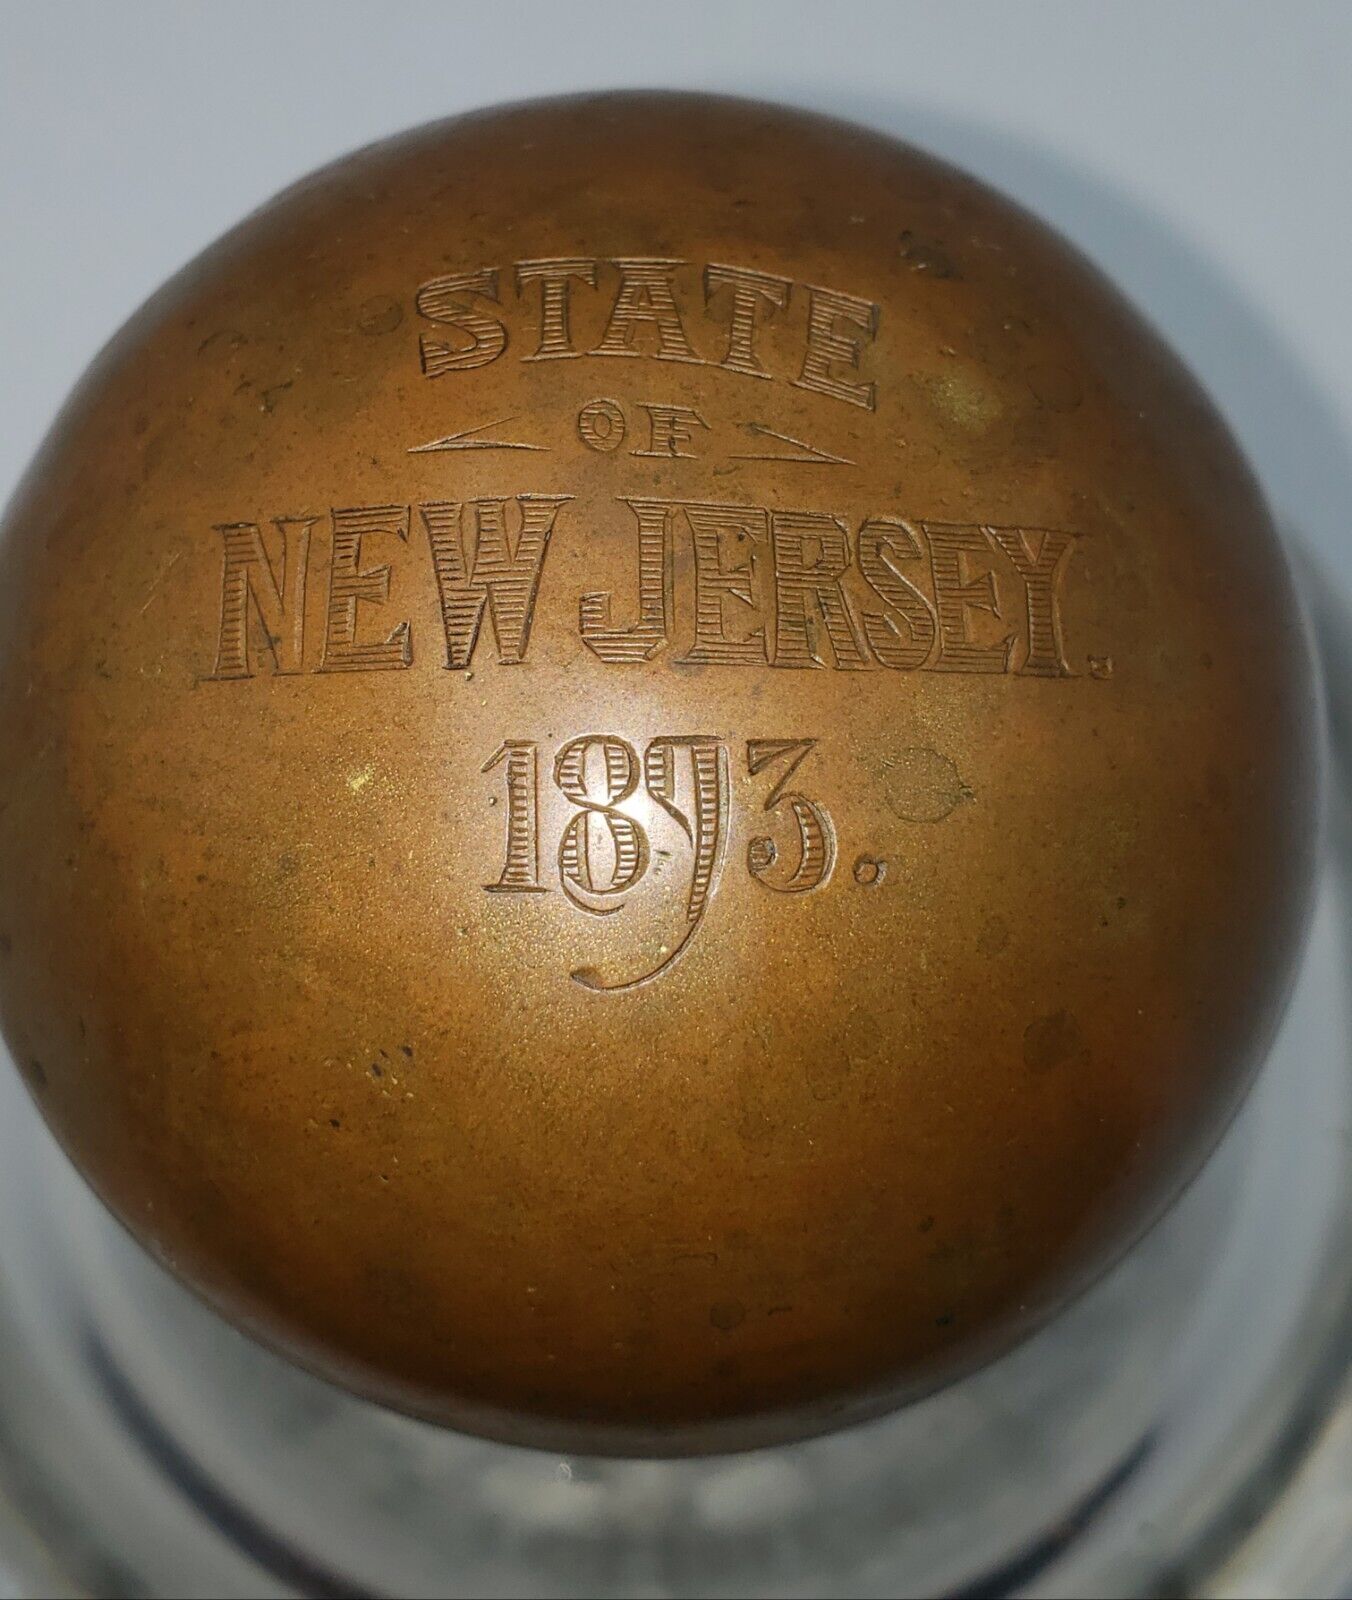 STATE
OF
NEW JERSEY.
1893.